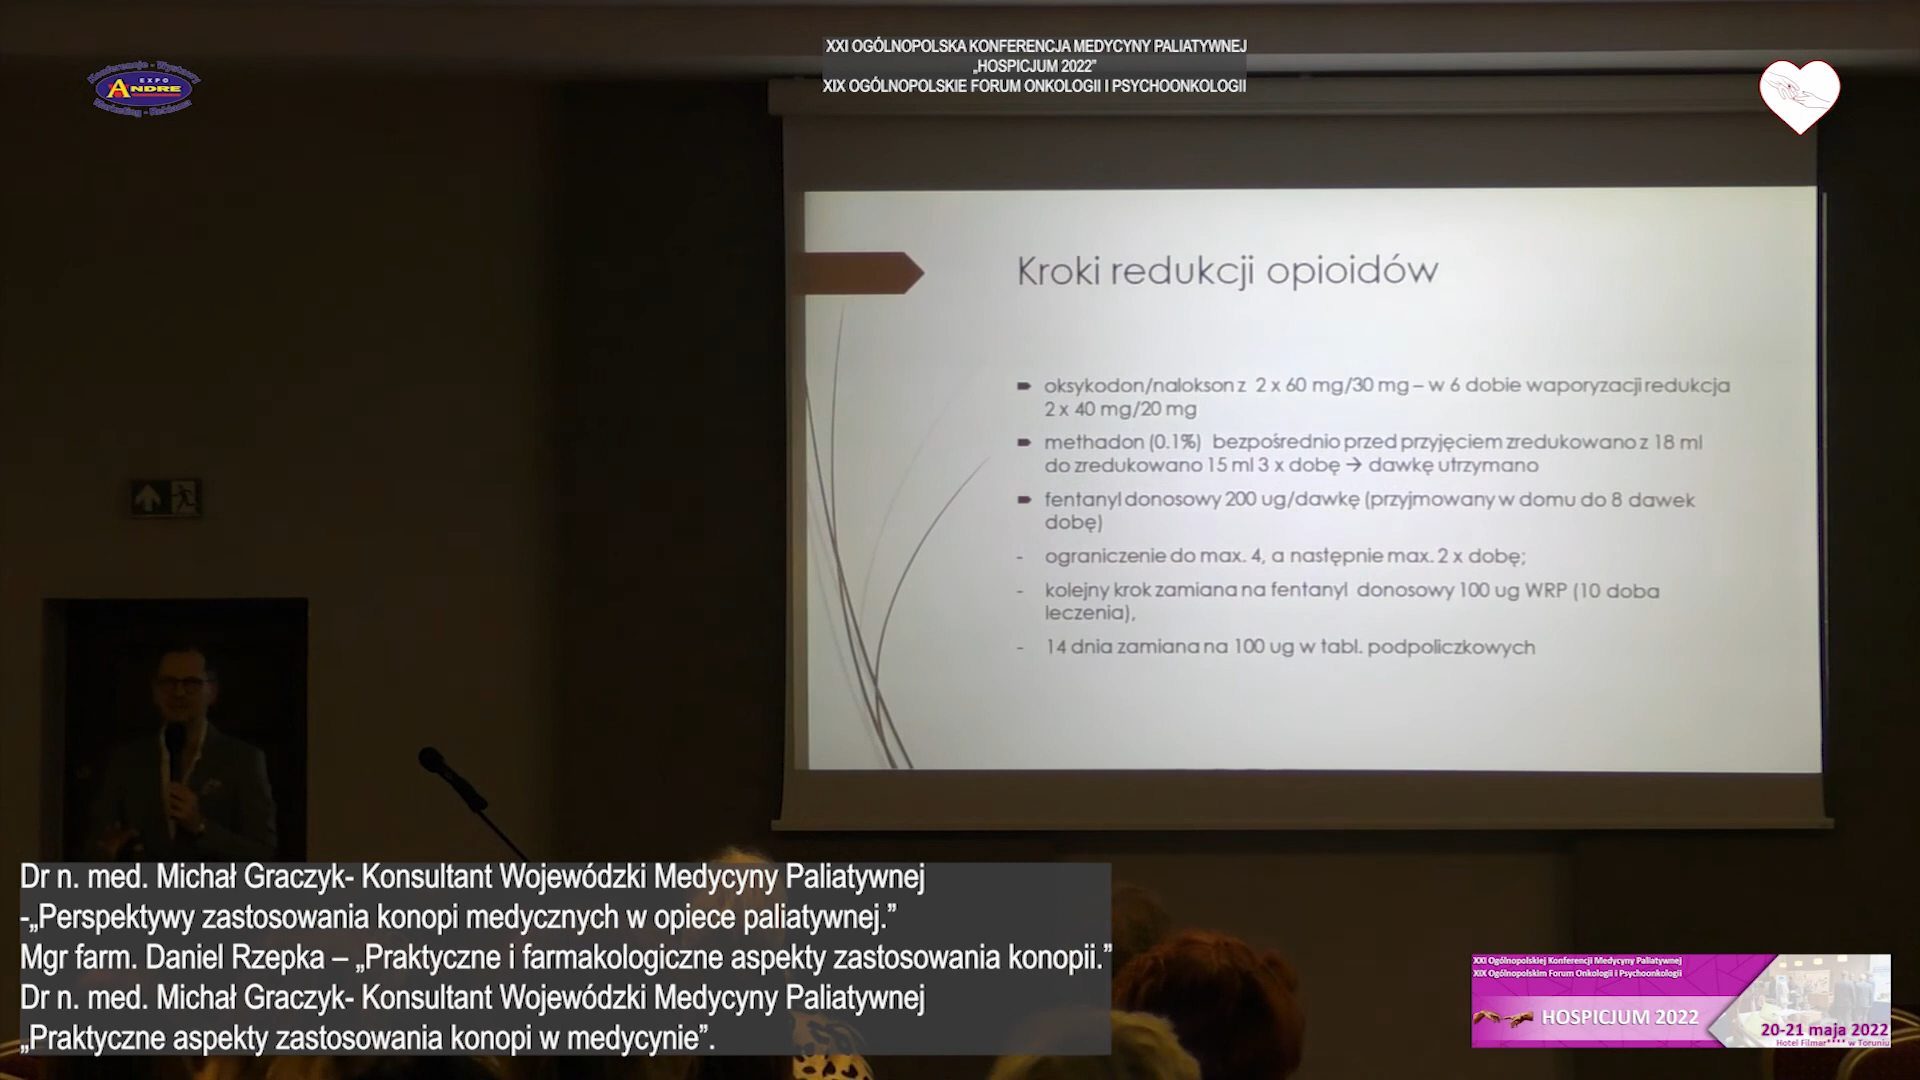 XXI OGÓLNOPOLSKA KONFERENCJA MEDYCYNY PALIATYWNEJ
„HOSPICJUM 2022”
XIX OGÓLNOPOLSKIE FORUM ONKOLOGII I PSYCHOONKOLOGII
Konferencje - Wystawy
EXPO
ANDRE
Marketing - Reklama
Kroki redukcji opioidów
oksykodon/nalokson z 2 x 60 mg/30 mg – w 6 dobie waporyzacji redukcja
2 x 40 mg/20 mg
methadon (0.1%) bezpośrednio przed przyjęciem zredukowano z 18 ml
do zredukowano 15 ml 3 x dobę → dawkę utrzymano
fentanyl donosowy 200 ug/dawkę (przyjmowany w domu do 8 dawek
dobę)
- ograniczenie do max. 4, a następnie max. 2 x dobę;
- kolejny krok zamiana na fentanyl donosowy 100 ug WRP (10 doba
leczenia),
- 14 dnia zamiana na 100 ug w tabl. podpoliczkowych
Dr n. med. Michał Graczyk- Konsultant Wojewódzki Medycyny Paliatywnej
-„Perspektywy zastosowania konopi medycznych w opiece paliatywnej.”
Mgr farm. Daniel Rzepka – „Praktyczne i farmakologiczne aspekty zastosowania konopii.”
Dr n. med. Michał Graczyk- Konsultant Wojewódzki Medycyny Paliatywnej
„Praktyczne aspekty zastosowania konopi w medycynie”.
XXI Ogólnopolskiej Konferencji Medycyny Paliatywnej
XIX Ogólnopolskim Forum Onkologii i Psychoonkologii
HOSPICJUM 2022
20-21 maja 2022
Hotel Filmar**** w Toruniu